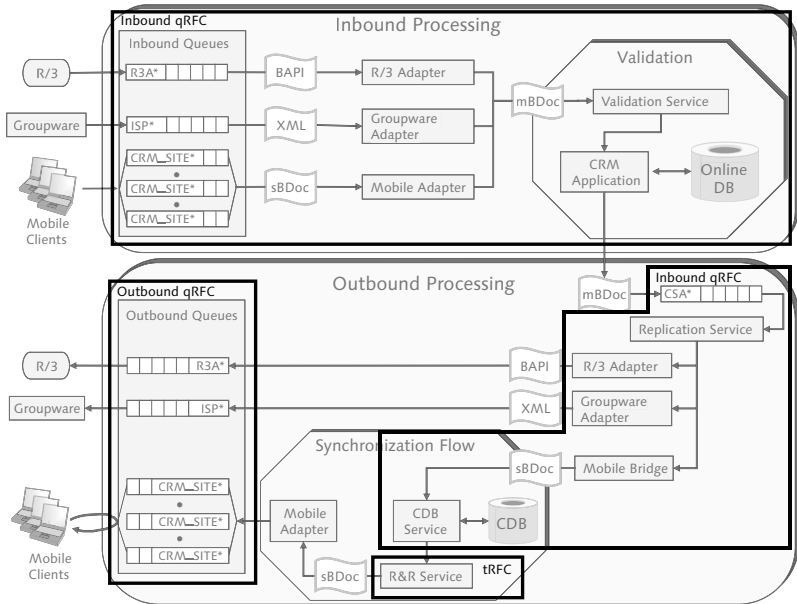 Inbound qRFC
Inbound Processing
Inbound Queues
Validation
R/3
R3A*
BAPI
R/3 Adapter
mBDoc
Validation Service
Groupware
ISP*
XML
Groupware
Adapter
CRM_SITE*
CRM_SITE*
CRM_SITE*
sBDoc
Mobile Adapter
CRM
Application
Online
DB
Mobile
Clients
Outbound Processing
Outbound qRFC
Outbound Queues
mBDoc
Inbound qRFC
CSA*
Replication Service
R/3
R3A*
BAPI
R/3 Adapter
Groupware
ISP*
XML
Groupware
Adapter
Synchronization Flow
sBDoc
Mobile Bridge
CRM_SITE*
CRM_SITE*
CRM_SITE*
Mobile
Adapter
CDB
Service
CDB
Mobile
Clients
sBDoc
R&R Service
tRFC